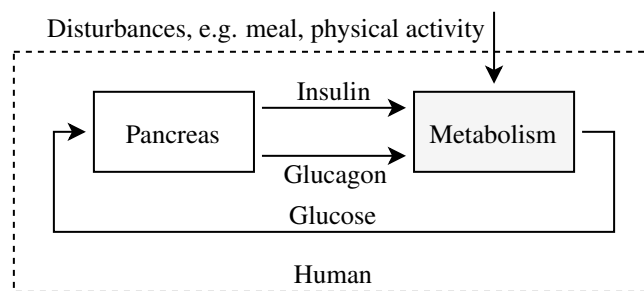 Disturbances, e.g. meal, physical activity
Insulin
Pancreas
Metabolism
Glucagon
Glucose
Human